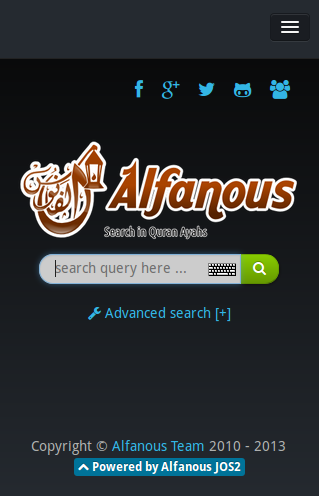 g+
الفانوس
Alfanous
Search in Quran Ayahs
search query here ...
Advanced search [+]
Copyright © Alfanous Team 2010 - 2013
Powered by Alfanous JOS2